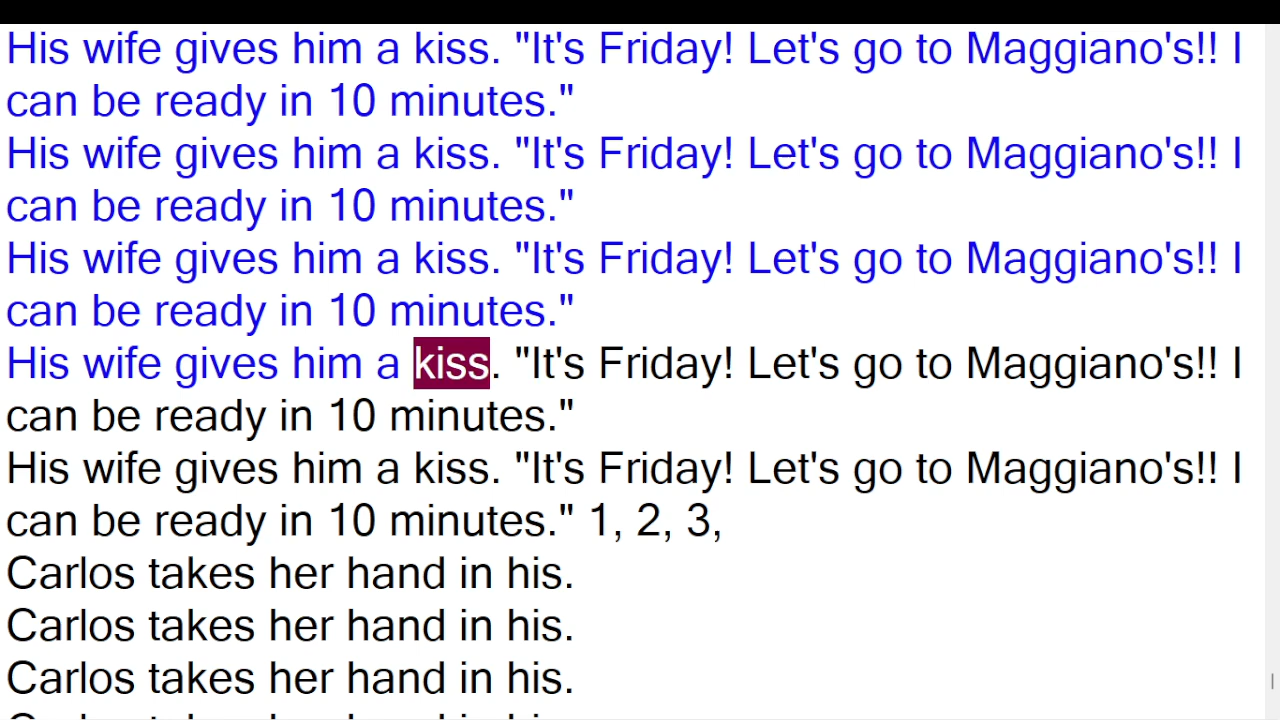 His wife gives him a kiss. "It's Friday! Let's go to Maggiano's!! I
can be ready in 10 minutes."
His wife gives him a kiss. "It's Friday! Let's go to Maggiano's!! I
can be ready in 10 minutes."
His wife gives him a kiss. "It's Friday! Let's go to Maggiano's!! I
can be ready in 10 minutes."
His wife gives him a kiss. "It's Friday! Let's go to Maggiano's!! I
can be ready in 10 minutes."
His wife gives him a kiss. "It's Friday! Let's go to Maggiano's!! I
can be ready in 10 minutes." 1, 2, 3,
Carlos takes her hand in his.
Carlos takes her hand in his.
Carlos takes her hand in his.